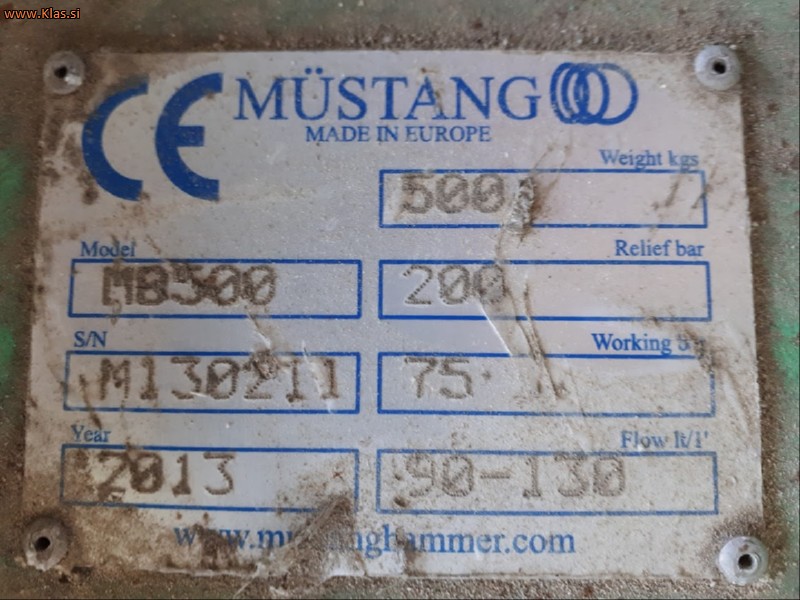 www.Klas.si
CE MÜSTANG
MADE IN EUROPE
Weight kgs
500
Model
MB500
Relief bar
200
S/N
M130211
Working
75
Year
2013
Flow lt/1'
90-130
www.mustanghammer.com